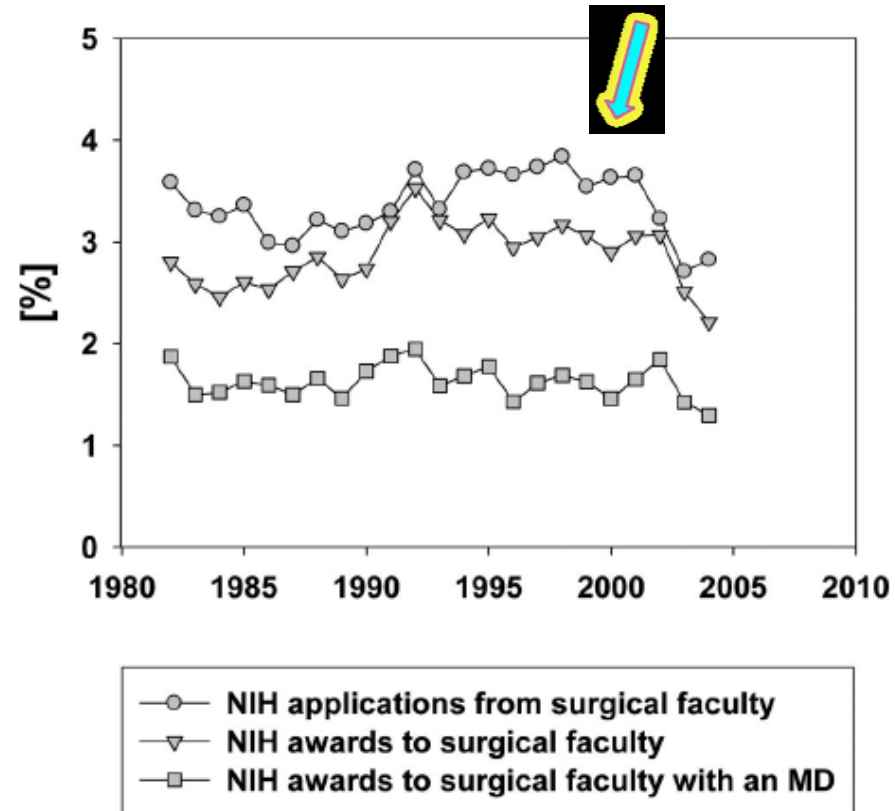 5
4
3
2
1
0
[%]
1980 1985 1990 1995 2000 2005 2010
NIH applications from surgical faculty
NIH awards to surgical faculty
NIH awards to surgical faculty with an MD